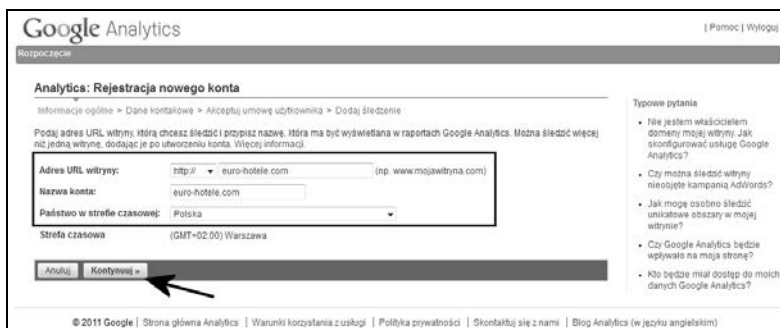 Google Analytics
| Pomoc | Wyloguj
Rozpoczęcie
Analytics: Rejestracja nowego konta
Informacje ogólne > Dane kontakowe > Akceptuj umowę użytkownika > Dodaj śledzenie
Podaj adres URL witryny, którą chcesz śledzić i przypisz nazwę, która ma być wyświetlana w raportach Google Analytics. Można śledzić więcej
niż jedną witrynę, dodając je po utworzeniu konta. Więcej informacji.
Adres URL witryny: http:// euro-hotele.com (np. www.mojawitryna.com)
Nazwa konta: euro-hotele.com
Państwo w strefie czasowej: Polska
Strefa czasowa (GMT+02:00) Warszawa
Anuluj Kontynuuj »
Typowe pytania
• Nie jestem właścicielem
domeny mojej witryny. Jak
skonfigurować usługę Google
Analytics?
• Czy można śledzić witryny
nieobjęte kampanią AdWords?
• Jak mogę osobno śledzić
unikatowe obszary w mojej
witrynie?
• Czy Google Analytics będzie
wpływało na moja stronę?
• Kto będzie miał dostęp do moich
danych Google Analytics?
© 2011 Google | Strona główna Analytics | Warunki korzystania z usługi | Polityka prywatności | Skontaktuj się z nami | Blog Analytics (w języku angielskim)